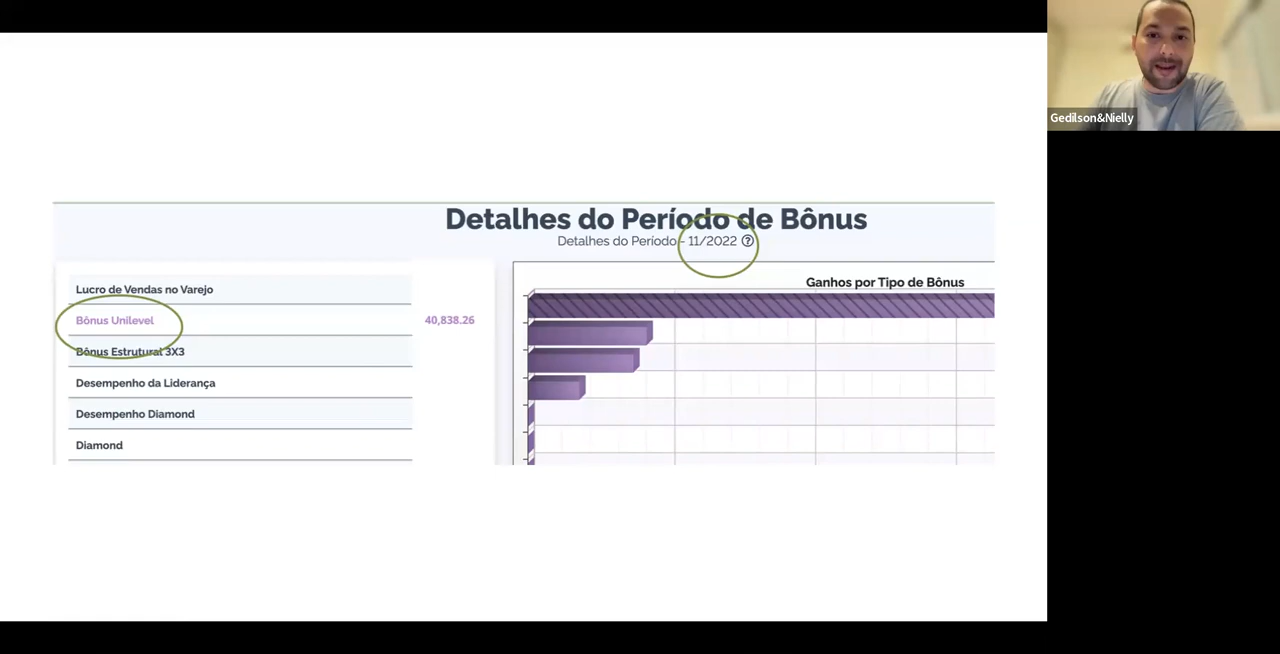 Detalhes do Período de Bônus
Detalhes do Período - 11/2022 ?
Lucro de Vendas no Varejo
Bônus Unilevel 40,838.26
Bônus Estrutural 3X3
Desempenho da Liderança
Desempenho Diamond
Diamond
Ganhos por Tipo de Bônus
Gedilson&Nielly